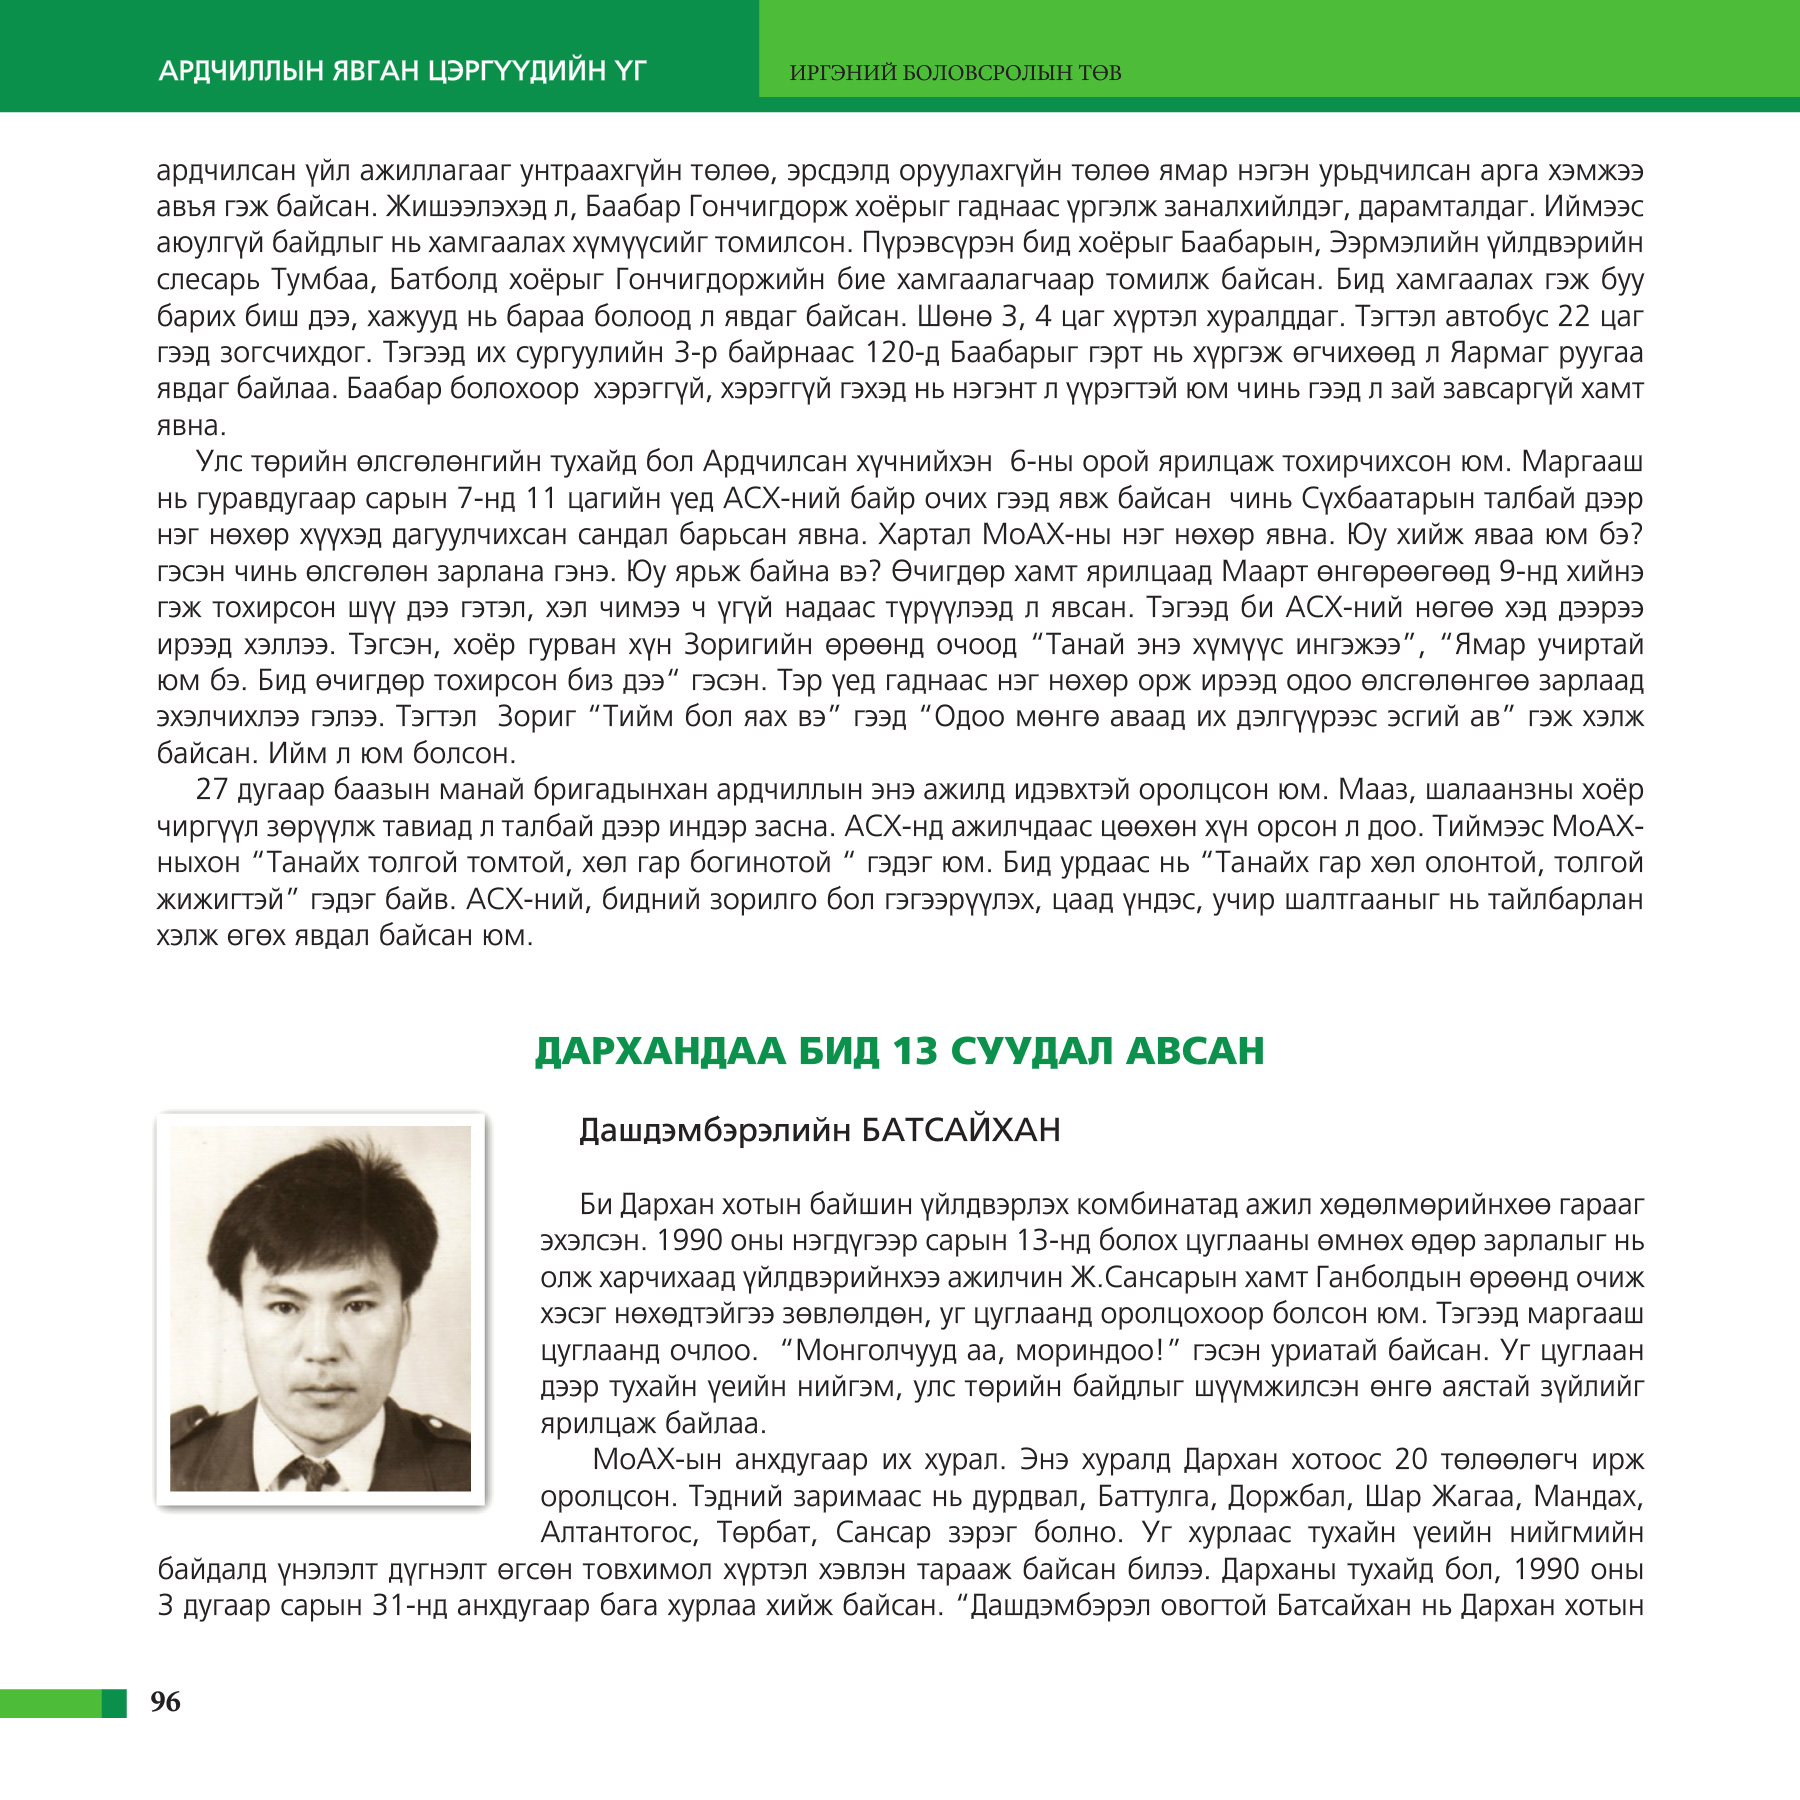 АРДЧИЛЛЫН ЯВГАН ЦЭРГҮҮДИЙН ҮГ
ИРГЭНИЙ БОЛОВСРОЛЫН ТӨВ
ардчилсан үйл ажиллагааг унтраахгүйн төлөө, эрсдэлд оруулахгүйн төлөө ямар нэгэн урьдчилсан арга хэмжээ
авъя гэж байсан. Жишээлэхэд л, Баабар Гончигдорж хоёрыг гаднаас үргэлж заналхийлдэг, дарамталдаг. Иймээс
аюулгүй байдлыг нь хамгаалах хүмүүсийг томилсон. Пүрэвсүрэн бид хоёрыг Баабарын, Ээрмэлийн үйлдвэрийн
слесарь Тумбаа, Батболд хоёрыг Гончигдоржийн бие хамгаалагчаар томилж байсан. Бид хамгаалах гэж буу
барих биш дээ, хажууд нь бараа болоод л явдаг байсан. Шөнө 3, 4 цаг хүртэл хуралддаг. Тэгтэл автобус 22 цаг
гээд зогсчихдог. Тэгээд их сургуулийн 3-р байрнаас 120-д Баабарыг гэрт нь хүргэж өгчихөөд л Яармаг руугаа
явдаг байлаа. Баабар болохоор  хэрэггүй, хэрэггүй гэхэд нь нэгэнт л үүрэгтэй юм чинь гээд л зай завсаргүй хамт
явна.
Улс төрийн өлсгөлөнгийн тухайд бол Ардчилсан хүчнийхэн  6-ны орой ярилцаж тохирчихсон юм. Маргааш
нь гуравдугаар сарын 7-нд 11 цагийн үед АСХ-ний байр очих гээд явж байсан  чинь Сүхбаатарын талбай дээр
нэг нөхөр хүүхэд дагуулчихсан сандал барьсан явна. Хартал МоАХ-ны нэг нөхөр явна. Юу хийж яваа юм бэ?
гэсэн чинь өлсгөлөн зарлана гэнэ. Юу ярьж байна вэ? Өчигдөр хамт ярилцаад Маарт өнгөрөөгөөд 9-нд хийнэ
гэж тохирсон шүү дээ гэтэл, хэл чимээ ч үгүй надаас түрүүлээд л явсан. Тэгээд би АСХ-ний нөгөө хэд дээрээ
ирээд хэллээ. Тэгсэн, хоёр гурван хүн Зоригийн өрөөнд очоод “Танай энэ хүмүүс ингэжээ”, “Ямар учиртай
юм бэ. Бид өчигдөр тохирсон биз дээ“ гэсэн. Тэр үед гаднаас нэг нөхөр орж ирээд одоо өлсгөлөнгөө зарлаад
эхэлчихлээ гэлээ. Тэгтэл  Зориг “Тийм бол яах вэ” гээд “Одоо мөнгө аваад их дэлгүүрээс эсгий ав” гэж хэлж
байсан. Ийм л юм болсон.
27 дугаар баазын манай бригадынхан ардчиллын энэ ажилд идэвхтэй оролцсон юм. Мааз, шалаанзны хоёр
чиргүүл зөрүүлж тавиад л талбай дээр индэр засна. АСХ-нд ажилчдаас цөөхөн хүн орсон л доо. Тиймээс МоАХ-
ныхон “Танайх толгой томтой, хөл гар богинотой “ гэдэг юм. Бид урдаас нь “Танайх гар хөл олонтой, толгой
жижигтэй” гэдэг байв. АСХ-ний, бидний зорилго бол гэгээрүүлэх, цаад үндэс, учир шалтгааныг нь тайлбарлан
хэлж өгөх явдал байсан юм.
ДАРХАНДАА БИД 13 СУУДАЛ АВСАН
Дашдэмбэрэлийн БАТСАЙХАН
Би Дархан хотын байшин үйлдвэрлэх комбинатад ажил хөдөлмөрийнхөө гарааг
эхэлсэн. 1990 оны нэгдүгээр сарын 13-нд болох цуглааны өмнөх өдөр зарлалыг нь
олж харчихаад үйлдвэрийнхээ ажилчин Ж.Сансарын хамт Ганболдын өрөөнд очиж
хэсэг нөхөдтэйгээ зөвлөлдөн, уг цуглаанд оролцохоор болсон юм. Тэгээд маргааш
цуглаанд очлоо.  “Монголчууд аа, мориндоо!” гэсэн уриатай байсан. Уг цуглаан
дээр тухайн үеийн нийгэм, улс төрийн байдлыг шүүмжилсэн өнгө аястай зүйлийг
ярилцаж байлаа.
МоАХ-ын анхдугаар их хурал. Энэ хуралд Дархан хотоос 20 төлөөлөгч ирж
оролцсон. Тэдний заримаас нь дурдвал, Баттулга, Доржбал, Шар Жагаа, Мандах,
Алтантогос, Төрбат, Сансар зэрэг болно. Уг хурлаас тухайн үеийн нийгмийн
байдалд үнэлэлт дүгнэлт өгсөн товхимол хүртэл хэвлэн тарааж байсан билээ. Дарханы тухайд бол, 1990 оны
3 дугаар сарын 31-нд анхдугаар бага хурлаа хийж байсан. “Дашдэмбэрэл овогтой Батсайхан нь Дархан хотын
96